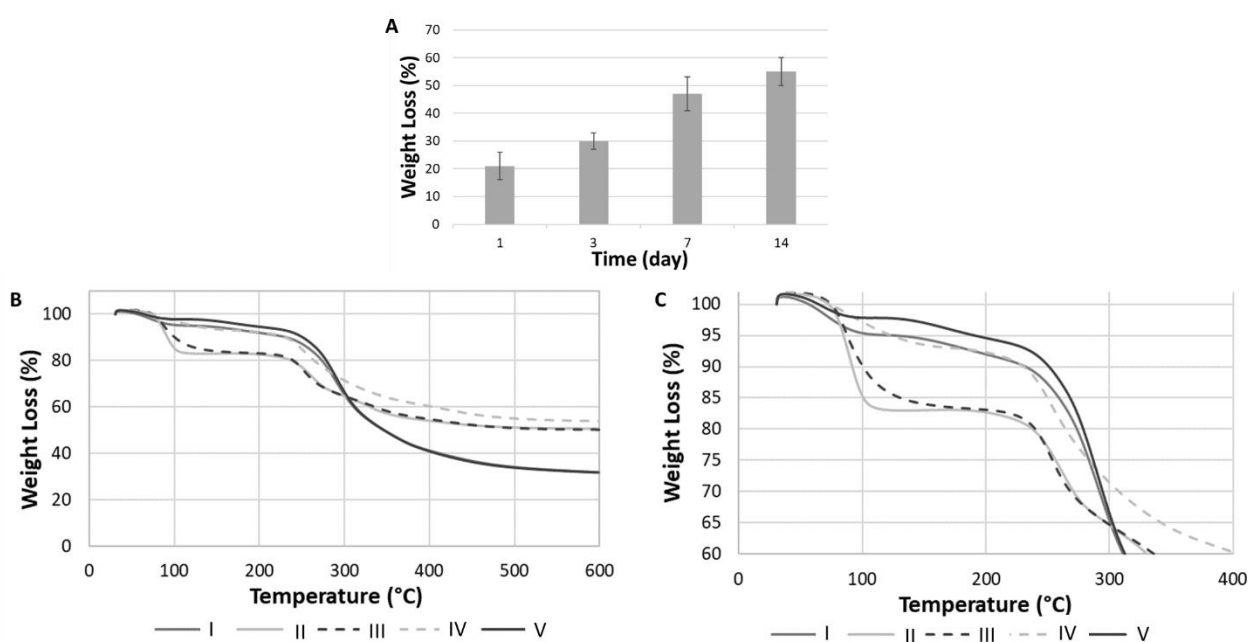 A
70
60
50
40
30
20
10
0
Weight Loss (%)
1 3 7 14
Time (day)
B
100
80
60
40
20
0
Weight Loss (%)
0 100 200 300 400 500 600
Temperature (°C)
I II III IV V
C
100
95
90
85
80
75
70
65
60
Weight Loss (%)
0 100 200 300 400
Temperature (°C)
I II III IV V